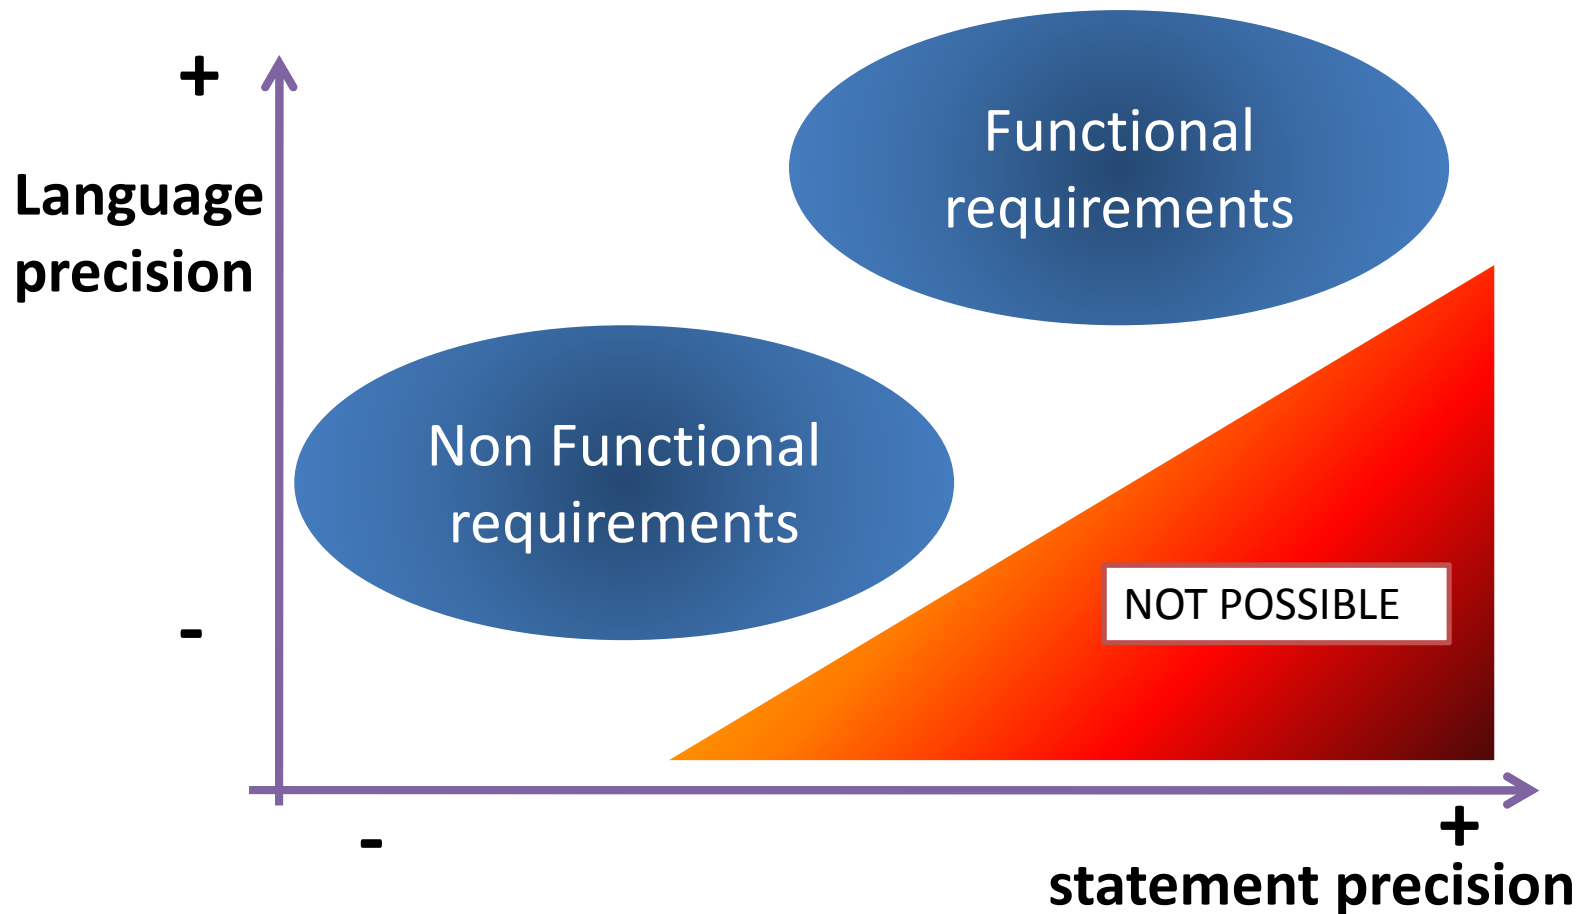 +
Language
precision
Functional
requirements
Non Functional
requirements
NOT POSSIBLE
-
-
+
statement precision